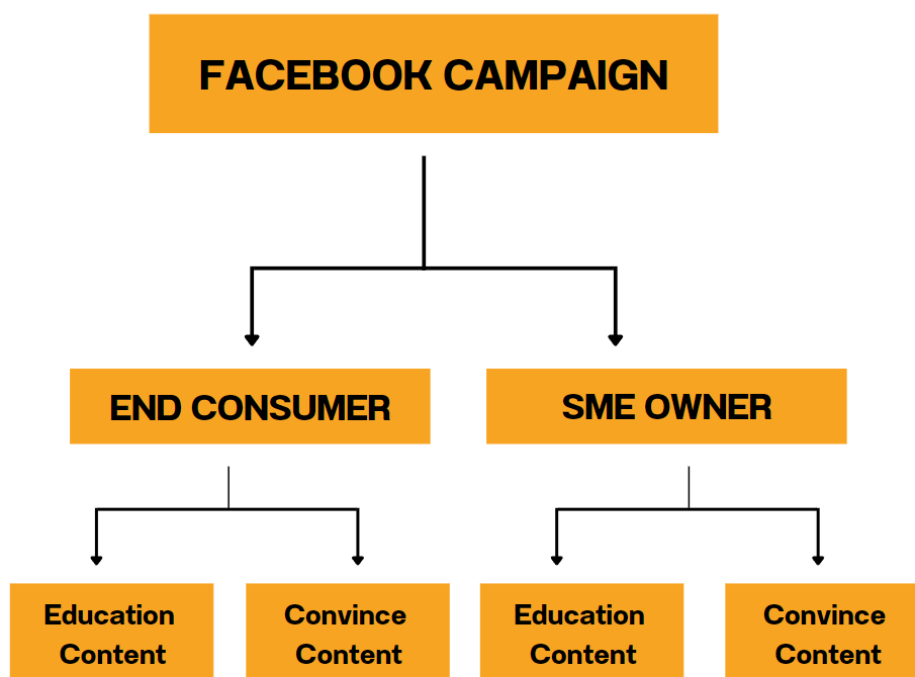 FACEBOOK CAMPAIGN
END CONSUMER
SME OWNER
Education
Content
Convince
Content
Education
Content
Convince
Content